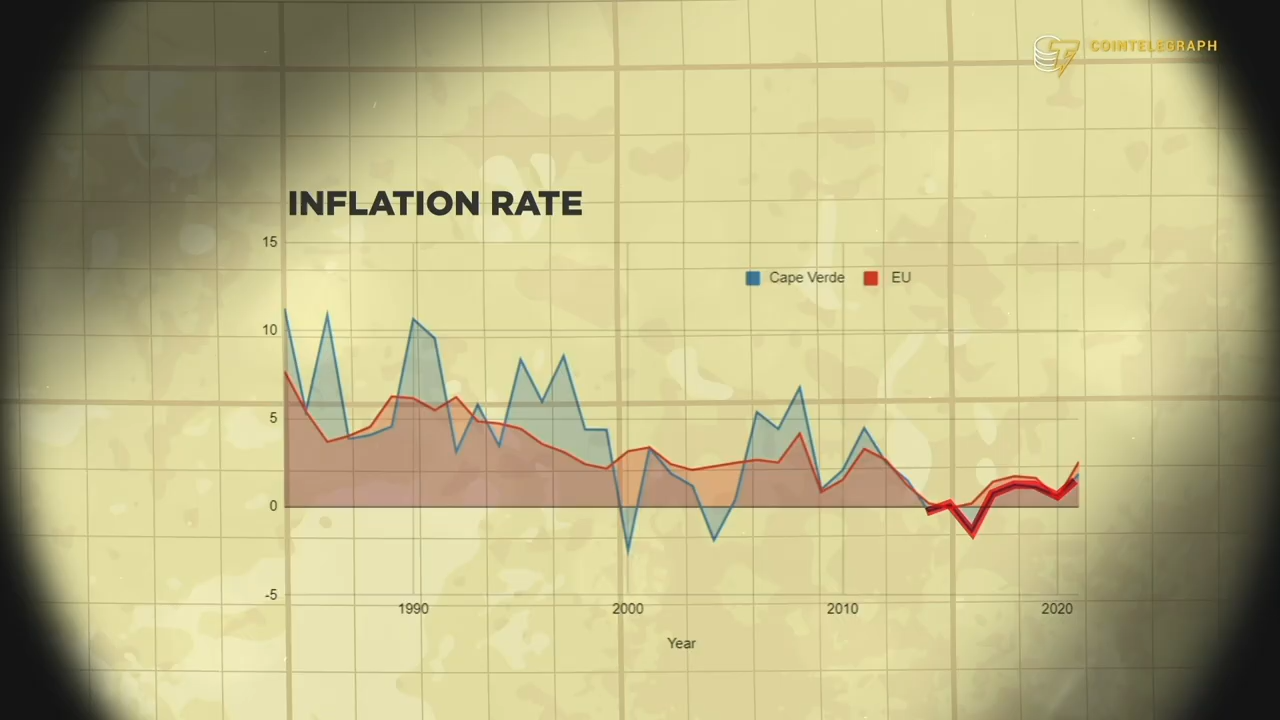 COINTELEGRAPH
INFLATION RATE
15
Cape Verde EU
10
5
0
-5
1990 2000 2010 2020
Year